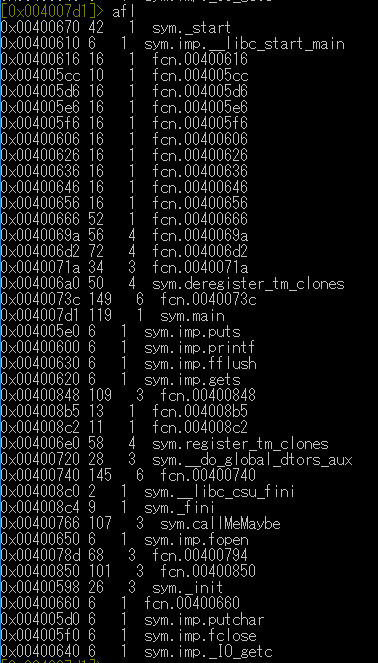 [0x004007d1]> afl
0x00400670 42 1 sym._start
0x00400610 6 1 sym.imp.__libc_start_main
0x00400616 16 1 fcn.00400616
0x004005cc 10 1 fcn.004005cc
0x004005d6 16 1 fcn.004005d6
0x004005e6 16 1 fcn.004005e6
0x004005f6 16 1 fcn.004005f6
0x00400606 16 1 fcn.00400606
0x00400626 16 1 fcn.00400626
0x00400636 16 1 fcn.00400636
0x00400646 16 1 fcn.00400646
0x00400656 16 1 fcn.00400656
0x00400666 52 1 fcn.00400666
0x0040069a 56 4 fcn.0040069a
0x004006d2 72 4 fcn.004006d2
0x0040071a 34 3 fcn.0040071a
0x004006a0 50 4 sym.deregister_tm_clones
0x0040073c 149 6 fcn.0040073c
0x004007d1 119 1 sym.main
0x004005e0 6 1 sym.imp.puts
0x00400600 6 1 sym.imp.printf
0x00400630 6 1 sym.imp.fflush
0x00400620 6 1 sym.imp.gets
0x00400848 109 3 fcn.00400848
0x004008b5 13 1 fcn.004008b5
0x004008c2 11 1 fcn.004008c2
0x004006e0 58 4 sym.register_tm_clones
0x00400720 28 3 sym.__do_global_dtors_aux
0x00400740 145 6 fcn.00400740
0x004008c0 2 1 sym.__libc_csu_fini
0x004008c4 9 1 sym._fini
0x00400766 107 3 sym.callMeMaybe
0x00400650 6 1 sym.imp.fopen
0x0040078d 68 3 fcn.00400794
0x00400850 101 3 fcn.00400850
0x00400598 26 3 sym._init
0x00400660 6 1 fcn.00400660
0x004005d0 6 1 sym.imp.putchar
0x004005f0 6 1 sym.imp.fclose
0x00400640 6 1 sym.imp._IO_getc